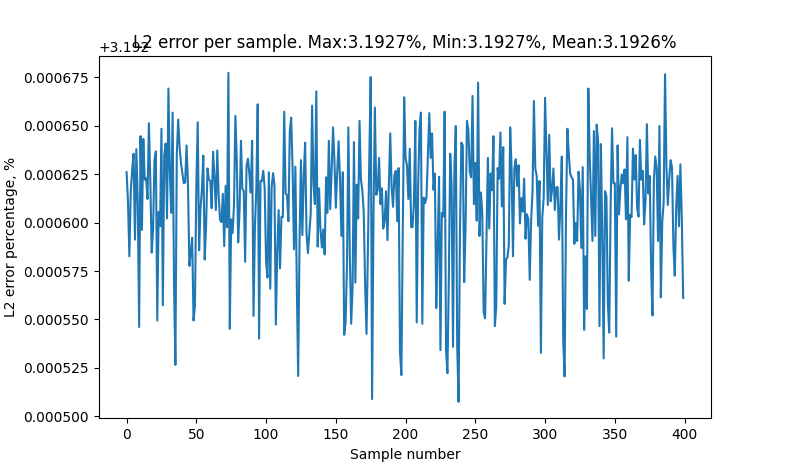 L2 error per sample. Max:3.1927%, Min:3.1927%, Mean:3.1926%
+3.192
0.000675
0.000650
0.000625
0.000600
0.000575
0.000550
0.000525
0.000500
L2 error percentage, %
0 50 100 150 200 250 300 350 400
Sample number